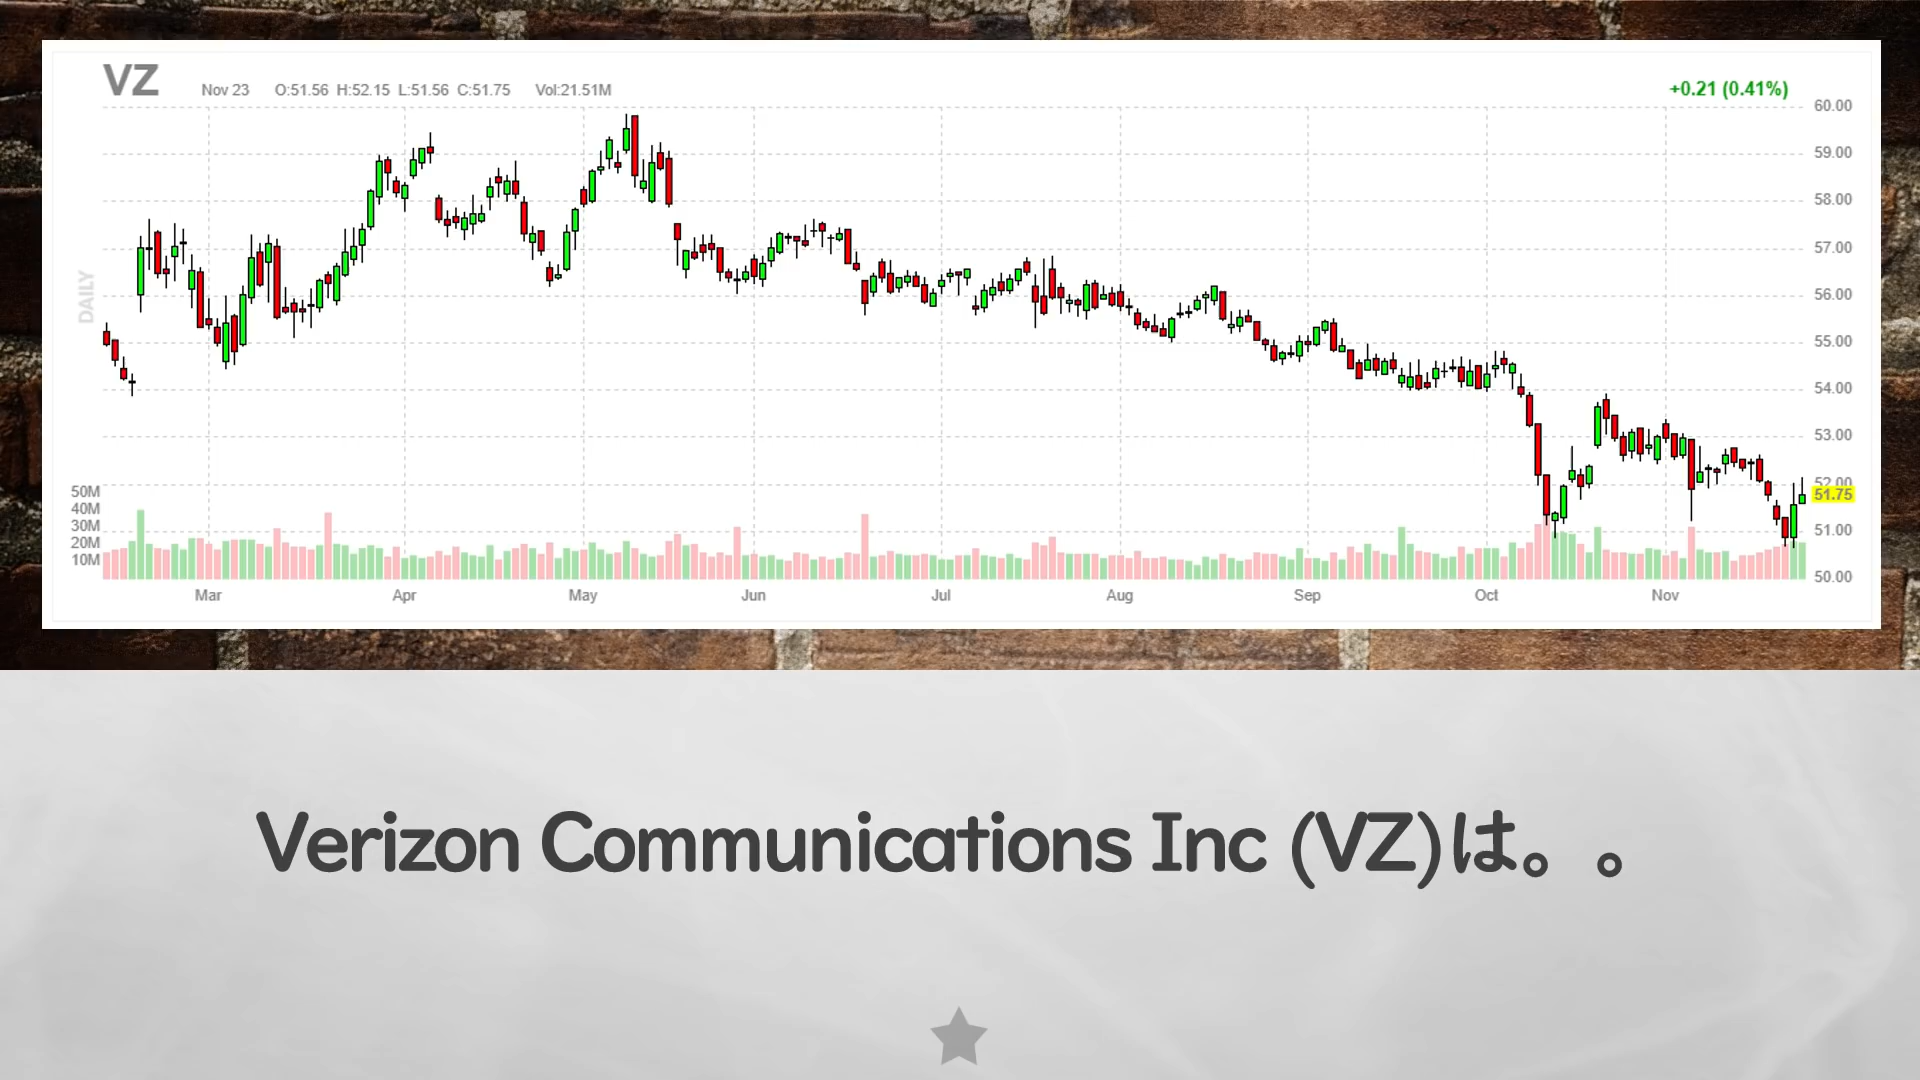 VZ Nov 23 O:51.56 H:52.15 L:51.56 C:51.75 Vol:21.51M +0.21 (0.41%)
60.00
59.00
58.00
57.00
DAILY
56.00
55.00
54.00
53.00
52.00
51.75
50M
40M
30M
51.00
20M
10M
50.00
Mar Apr May Jun Jul Aug Sep Oct Nov
Verizon Communications Inc (VZ)は。。